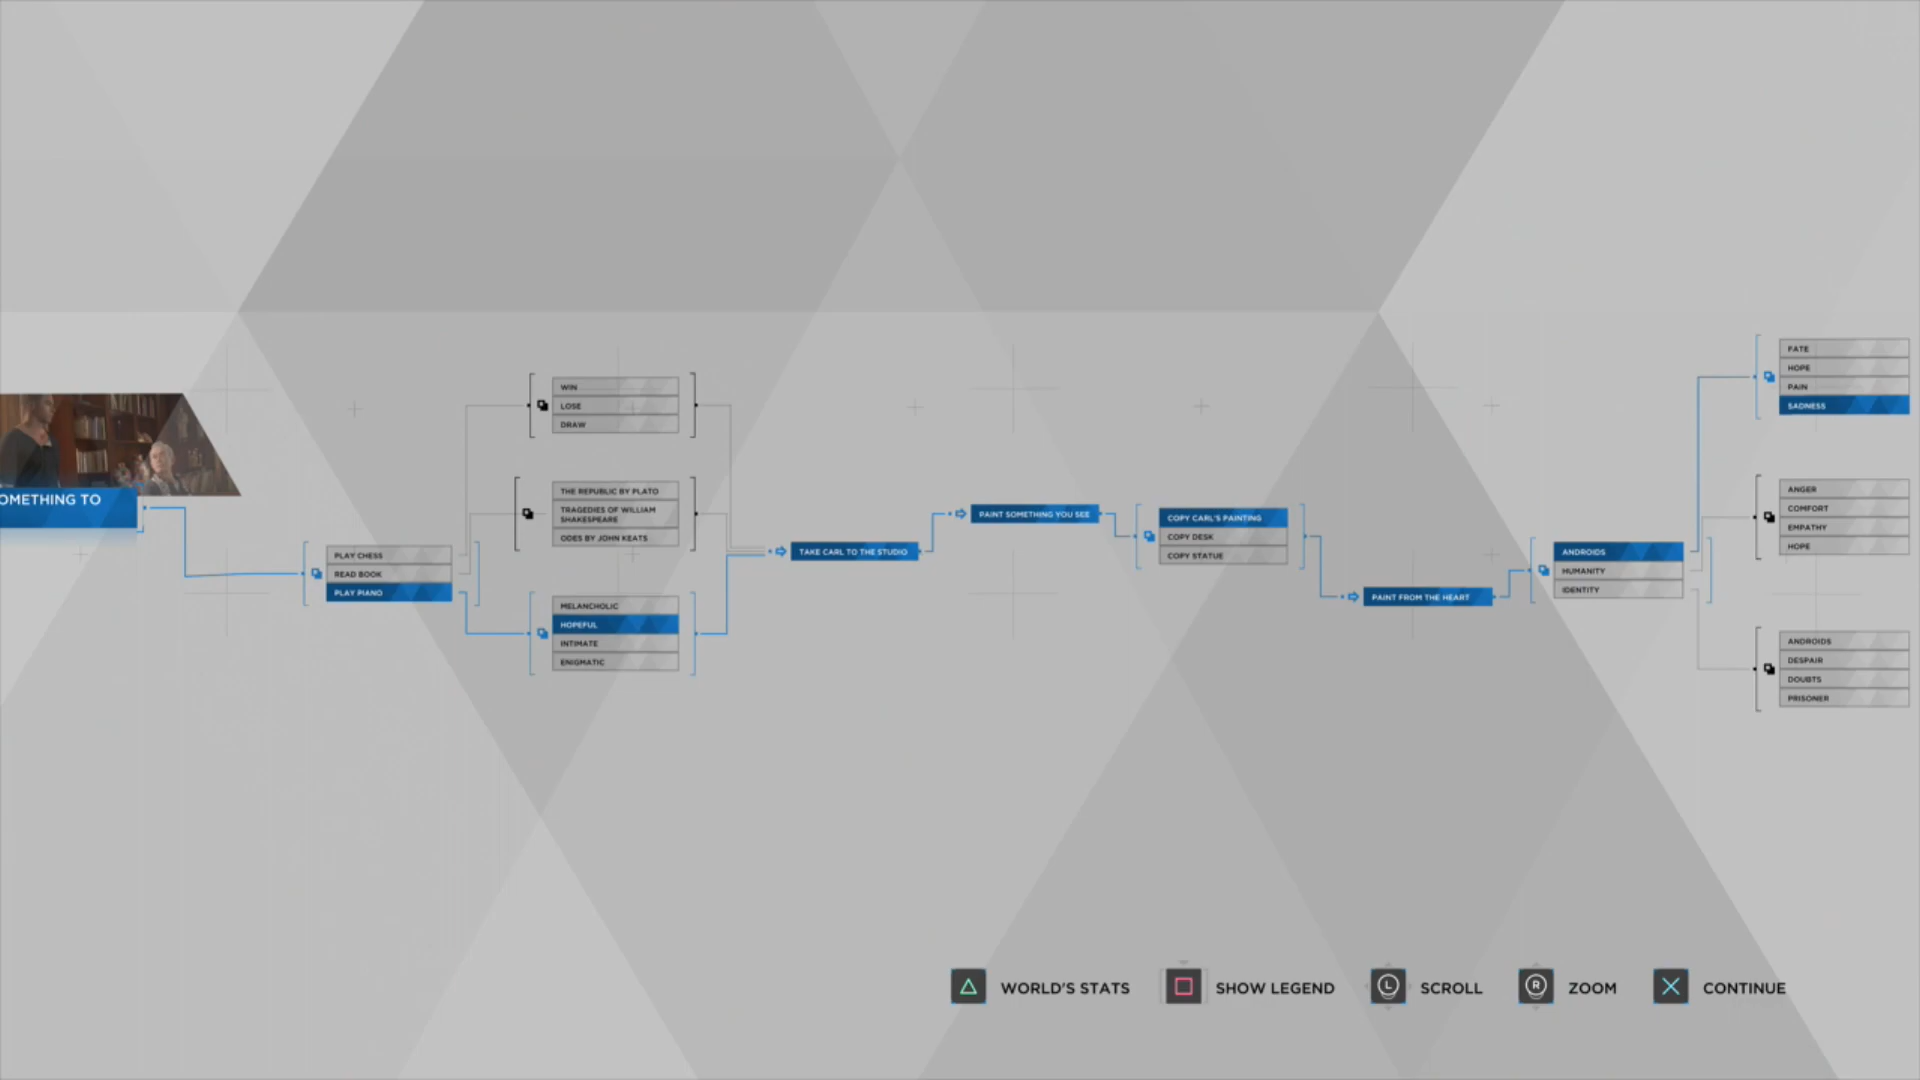 OMETHING TO
PLAY CHESS
READ BOOK
PLAY PIANO
WIN
LOSE
DRAW
THE REPUBLIC BY PLATO
TRAGEDIES OF WILLIAM
SHAKESPEARE
ODES BY JOHN KEATS
MELANCHOLIC
HOPEFUL
INTIMATE
ENIGMATIC
TAKE CARL TO THE STUDIO
PAINT SOMETHING YOU SEE
COPY CARL'S PAINTING
COPY DESK
COPY STATUE
PAINT FROM THE HEART
ANDROIDS
HUMANITY
IDENTITY
FATE
HOPE
PAIN
SADNESS
ANGER
COMFORT
EMPATHY
HOPE
ANDROIDS
DESPAIR
DOUBTS
PRISONER
WORLD'S STATS
SHOW LEGEND
L SCROLL
R ZOOM
CONTINUE